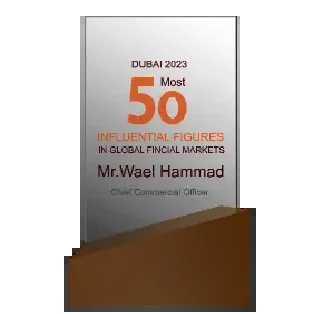 DUBAI 2023
Most
50
INFLUENTIAL FIGURES
IN GLOBAL FINCIAL MARKETS
Mr.Wael Hammad
Chief Commercial Officer